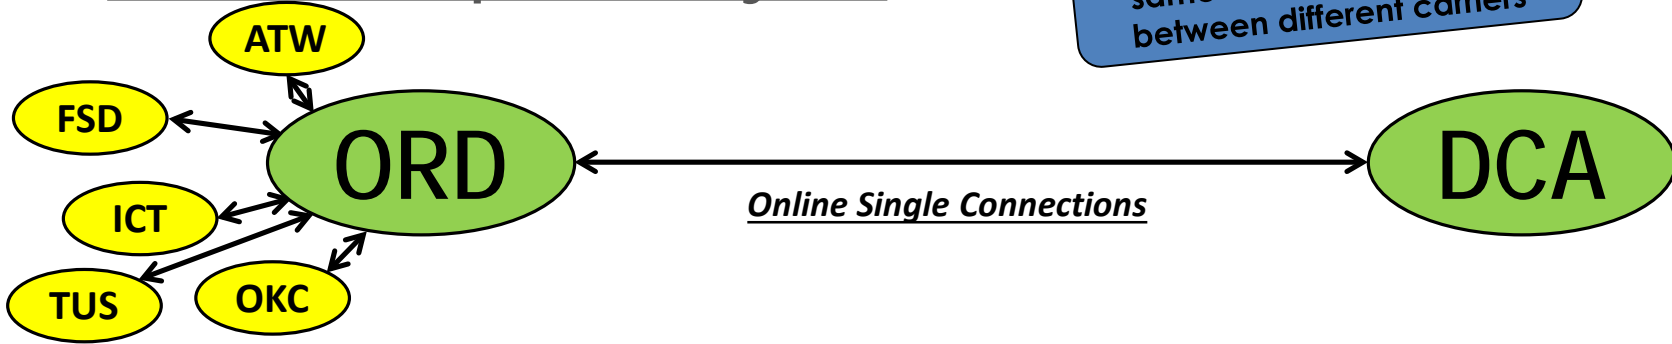 between different carriers
ATW
FSD
ORD
DCA
Online Single Connections
ICT
TUS
OKC